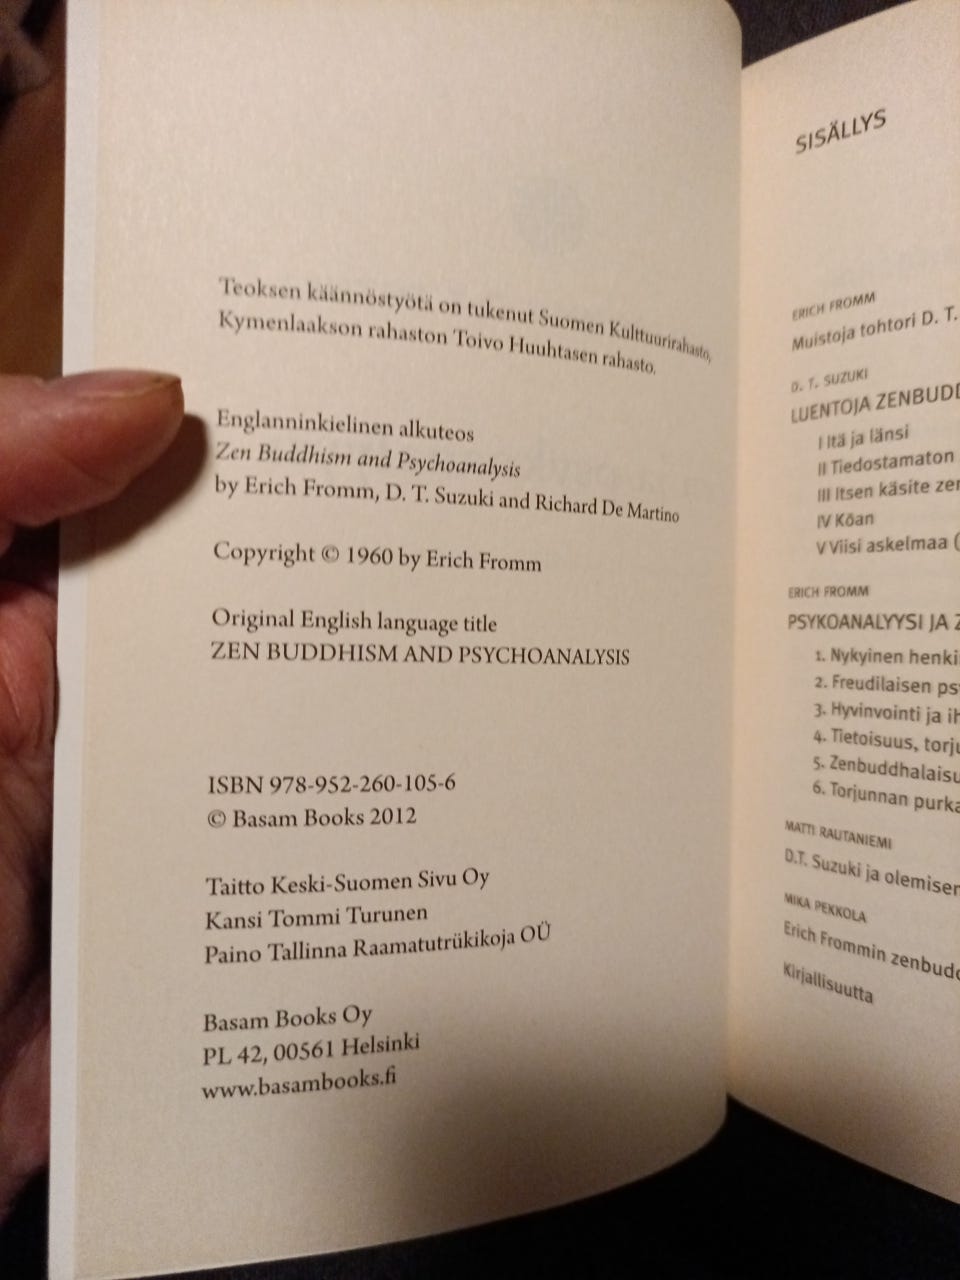 Teoksen käännöstyötä on tukenut Suomen Kulttuurirahasto,
Kymenlaakson rahaston Toivo Huuhtasen rahasto.
Englanninkielinen alkuteos
Zen Buddhism and Psychoanalysis
by Erich Fromm, D. T. Suzuki and Richard De Martino
Copyright © 1960 by Erich Fromm
Original English language title
ZEN BUDDHISM AND PSYCHOANALYSIS
ISBN 978-952-260-105-6
© Basam Books 2012
Taitto Keski-Suomen Sivu Oy
Kansi Tommi Turunen
Paino Tallinna Raamatutrükikoja OÜ
Basam Books Oy
PL 42, 00561 Helsinki
www.basambooks.fi
SISÄLLYS
ERICH FROMM
Muistoja tohtori D. T.
D. T. SUZUKI
LUENTOJA ZENBUDD
I Itä ja länsi
II Tiedostamaton
III Itsen käsite ze
IV Kōan
V Viisi askelmaa (
ERICH FROMM
PSYKOANALYYSI JA Z
1. Nykyinen henki
2. Freudilaisen ps
3. Hyvinvointi ja ih
4. Tietoisuus, torju
5. Zenbuddhalaisu
6. Torjunnan purka
MATTI RAUTANIEMI
D.T. Suzuki ja olemisen
MIKA PEKKOLA
Erich Frommin zenbudd
Kirjallisuutta